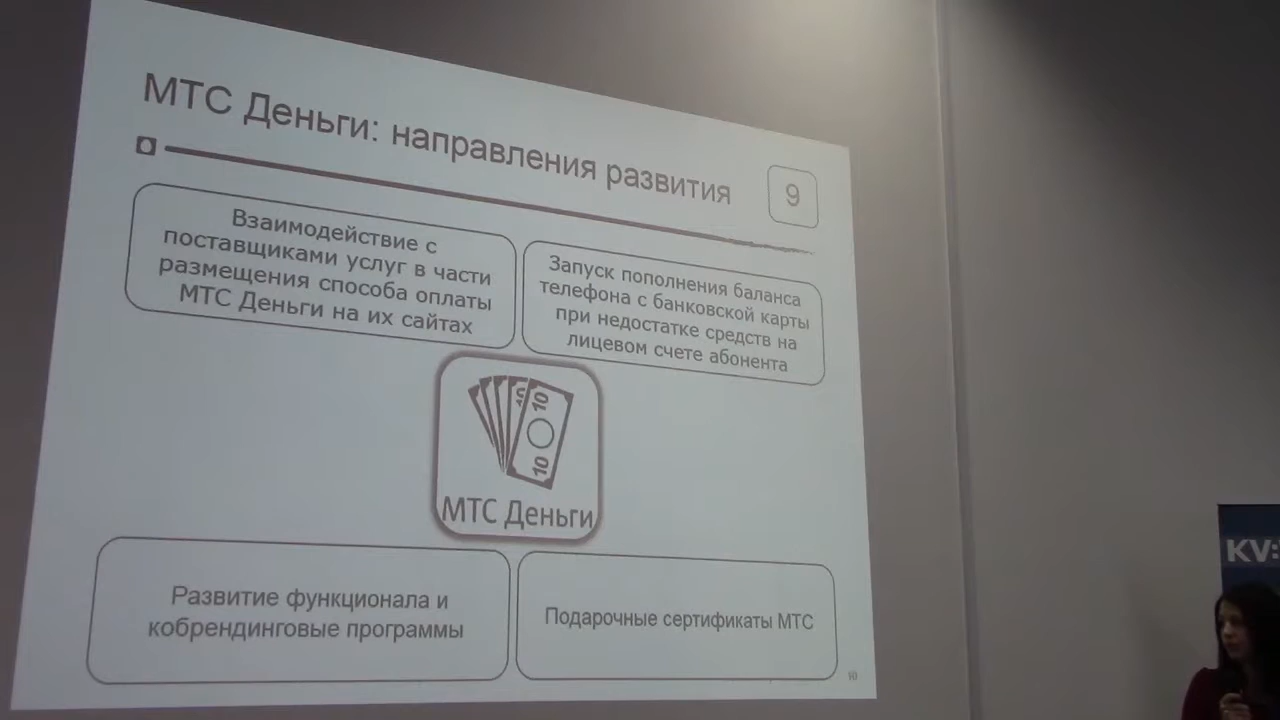 МТС Деньги: направления развития
9
Взаимодействие с
поставщиками услуг в части
размещения способа оплаты
МТС Деньги на их сайтах
Запуск пополнения баланса
телефона с банковской карты
при недостатке средств на
лицевом счете абонента
10
10
10
МТС Деньги
Развитие функционала и
кобрендинговые программы
Подарочные сертификаты МТС
10
KV: